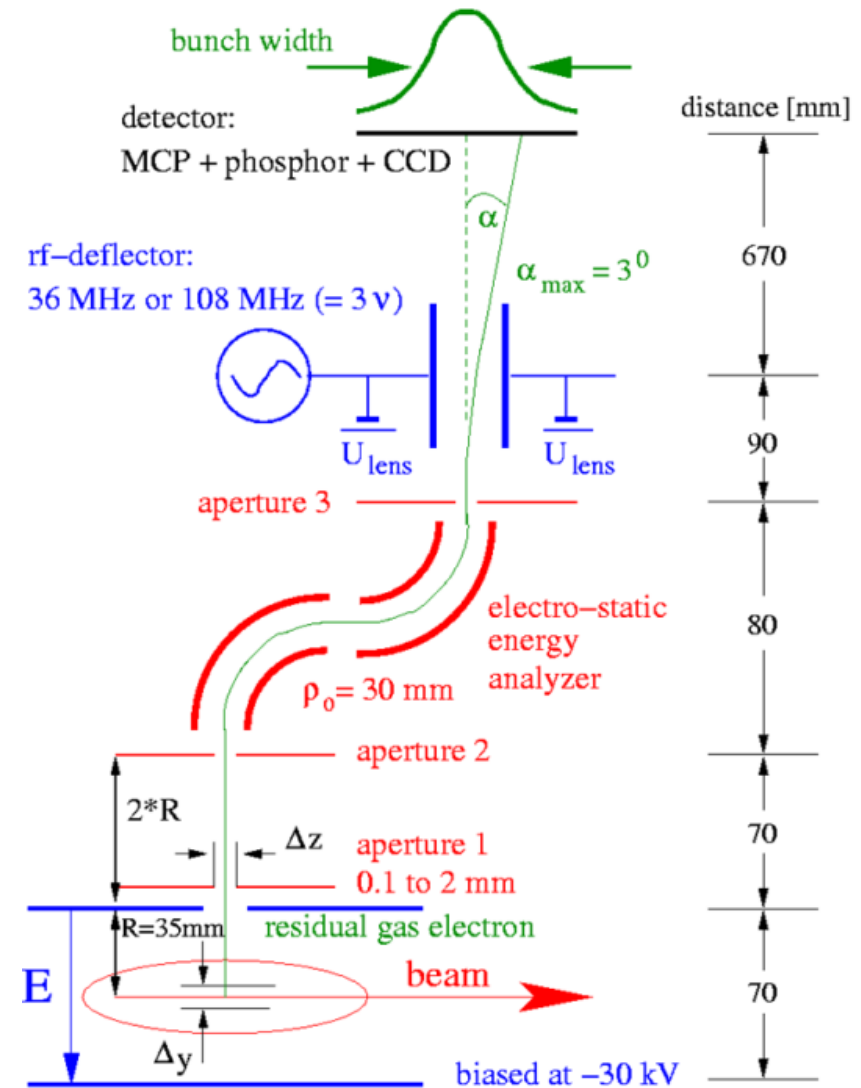 bunch width
distance [mm]
detector:
MCP + phosphor + CCD
α
670
rf−deflector:
α max = 3⁰
36 MHz or 108 MHz (= 3 ν)
U lens
U lens
90
aperture 3
electro−static
energy
analyzer
80
ρo = 30 mm
aperture 2
2*R
Δz
aperture 1
70
0.1 to 2 mm
R=35mm
residual gas electron
E
beam
70
Δy
biased at −30 kV